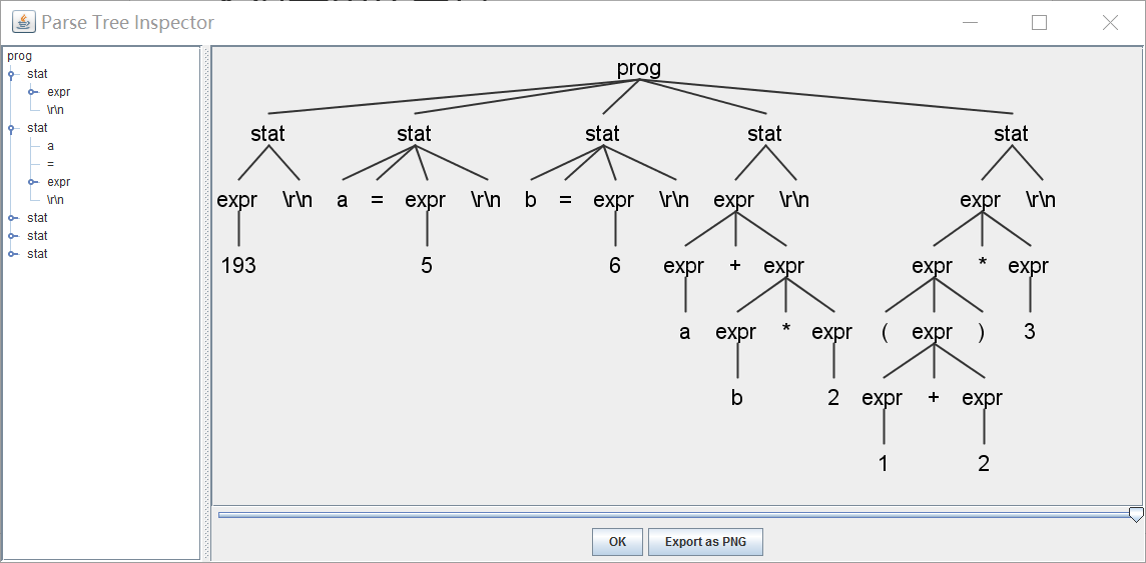 Parse Tree Inspector
prog
stat
expr
\r\n
stat
a
=
expr
\r\n
stat
stat
stat
prog
stat stat stat stat stat
expr \r\n a = expr \r\n b = expr \r\n expr \r\n expr \r\n
193 5 6 expr + expr expr * expr
a expr * expr ( expr ) 3
b 2 expr + expr
1 2
OK Export as PNG